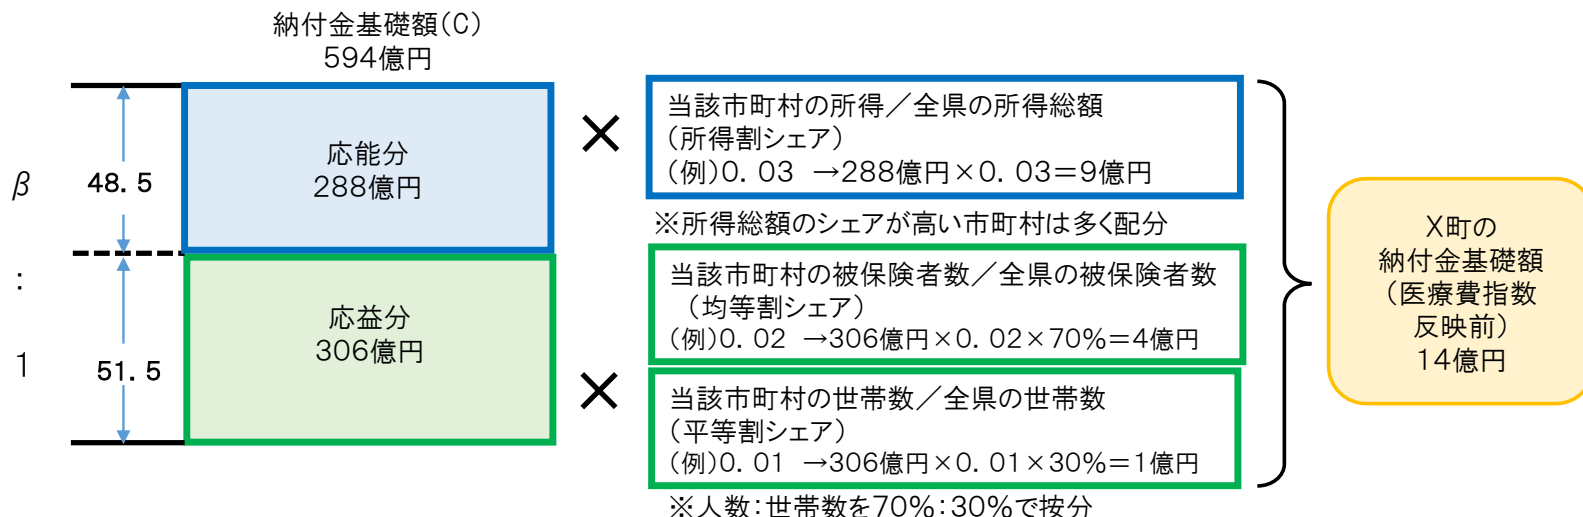 納付金基礎額(C)
594億円
β
:
1
48.5
51.5
応能分
288億円
応益分
306億円
×
×
当該市町村の所得／全県の所得総額
(所得割シェア)
(例)0.03 →288億円×0.03＝9億円
※所得総額のシェアが高い市町村は多く配分
当該市町村の被保険者数／全県の被保険者数
(均等割シェア)
(例)0.02 →306億円×0.02×70%＝4億円
当該市町村の世帯数／全県の世帯数
(平等割シェア)
(例)0.01 →306億円×0.01×30%＝1億円
※人数:世帯数を70%:30%で按分
X町の
納付金基礎額
(医療費指数
反映前)
14億円